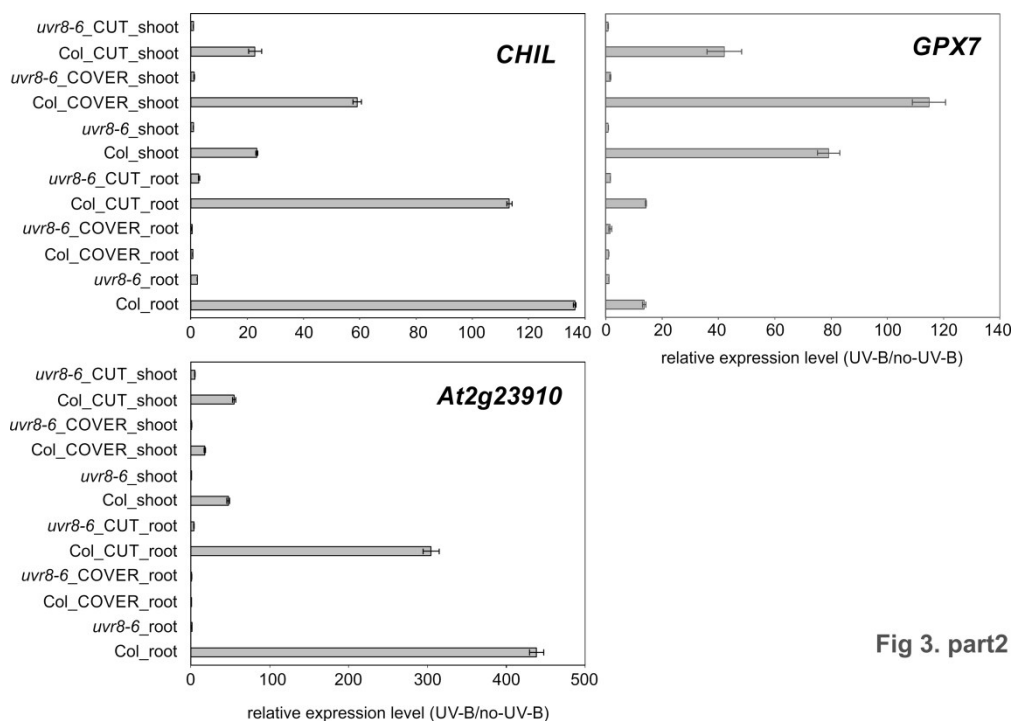 uvr8-6_CUT_shoot
Col_CUT_shoot
uvr8-6_COVER_shoot
Col_COVER_shoot
uvr8-6_shoot
Col_shoot
uvr8-6_CUT_root
Col_CUT_root
uvr8-6_COVER_root
Col_COVER_root
uvr8-6_root
Col_root
CHIL
0 20 40 60 80 100 120 140
GPX7
0 20 40 60 80 100 120 140
relative expression level (UV-B/no-UV-B)
uvr8-6_CUT_shoot
Col_CUT_shoot
uvr8-6_COVER_shoot
Col_COVER_shoot
uvr8-6_shoot
Col_shoot
uvr8-6_CUT_root
Col_CUT_root
uvr8-6_COVER_root
Col_COVER_root
uvr8-6_root
Col_root
At2g23910
0 100 200 300 400 500
relative expression level (UV-B/no-UV-B)
Fig 3. part2